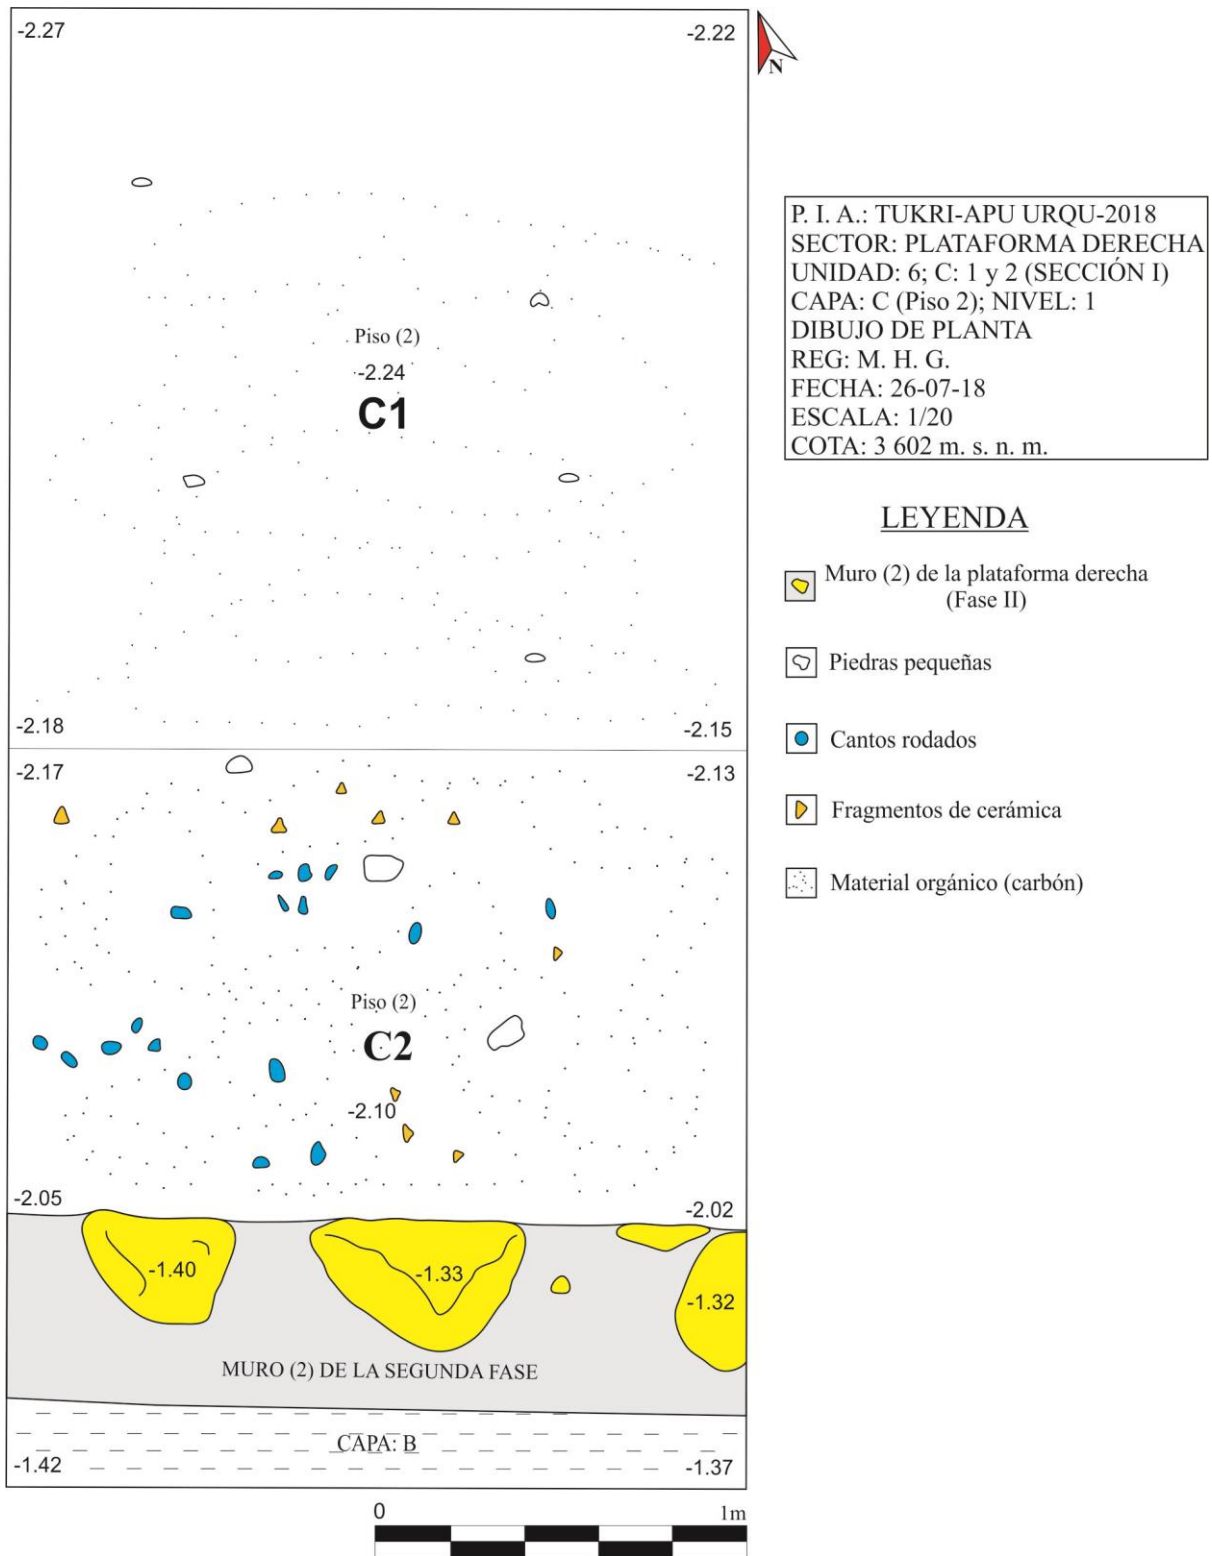 -2.27
-2.22
N
Piso (2)
-2.24
C1
-2.18
-2.15
-2.17
-2.13
Piso (2)
C2
-2.10
-2.05
-2.02
-1.40
-1.33
-1.32
MURO (2) DE LA SEGUNDA FASE
CAPA: B
-1.42
-1.37
0
1m
P. I. A.: TUKRI-APU URQU-2018
SECTOR: PLATAFORMA DERECHA
UNIDAD: 6; C: 1 y 2 (SECCIÓN I)
CAPA: C (Piso 2); NIVEL: 1
DIBUJO DE PLANTA
REG: M. H. G.
FECHA: 26-07-18
ESCALA: 1/20
COTA: 3 602 m. s. n. m.
LEYENDA
Muro (2) de la plataforma derecha
(Fase II)
Piedras pequeñas
Cantos rodados
Fragmentos de cerámica
Material orgánico (carbón)